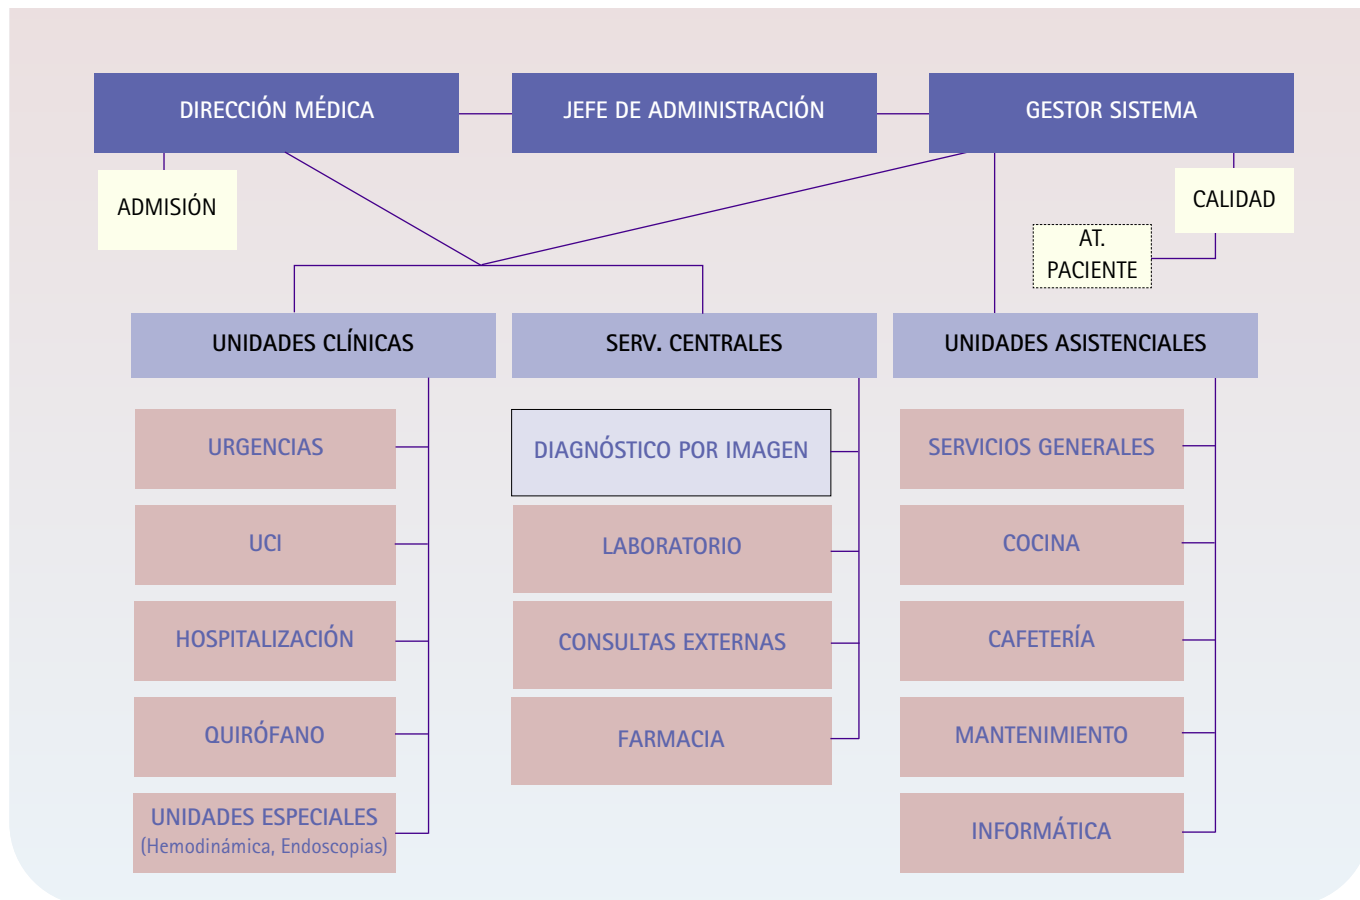 DIRECCIÓN MÉDICA
JEFE DE ADMINISTRACIÓN
GESTOR SISTEMA
ADMISIÓN
CALIDAD
AT.
PACIENTE
UNIDADES CLÍNICAS
SERV. CENTRALES
UNIDADES ASISTENCIALES
URGENCIAS
UCI
HOSPITALIZACIÓN
QUIRÓFANO
UNIDADES ESPECIALES
(Hemodinámica, Endoscopias)
DIAGNÓSTICO POR IMAGEN
LABORATORIO
CONSULTAS EXTERNAS
FARMACIA
SERVICIOS GENERALES
COCINA
CAFETERÍA
MANTENIMIENTO
INFORMÁTICA